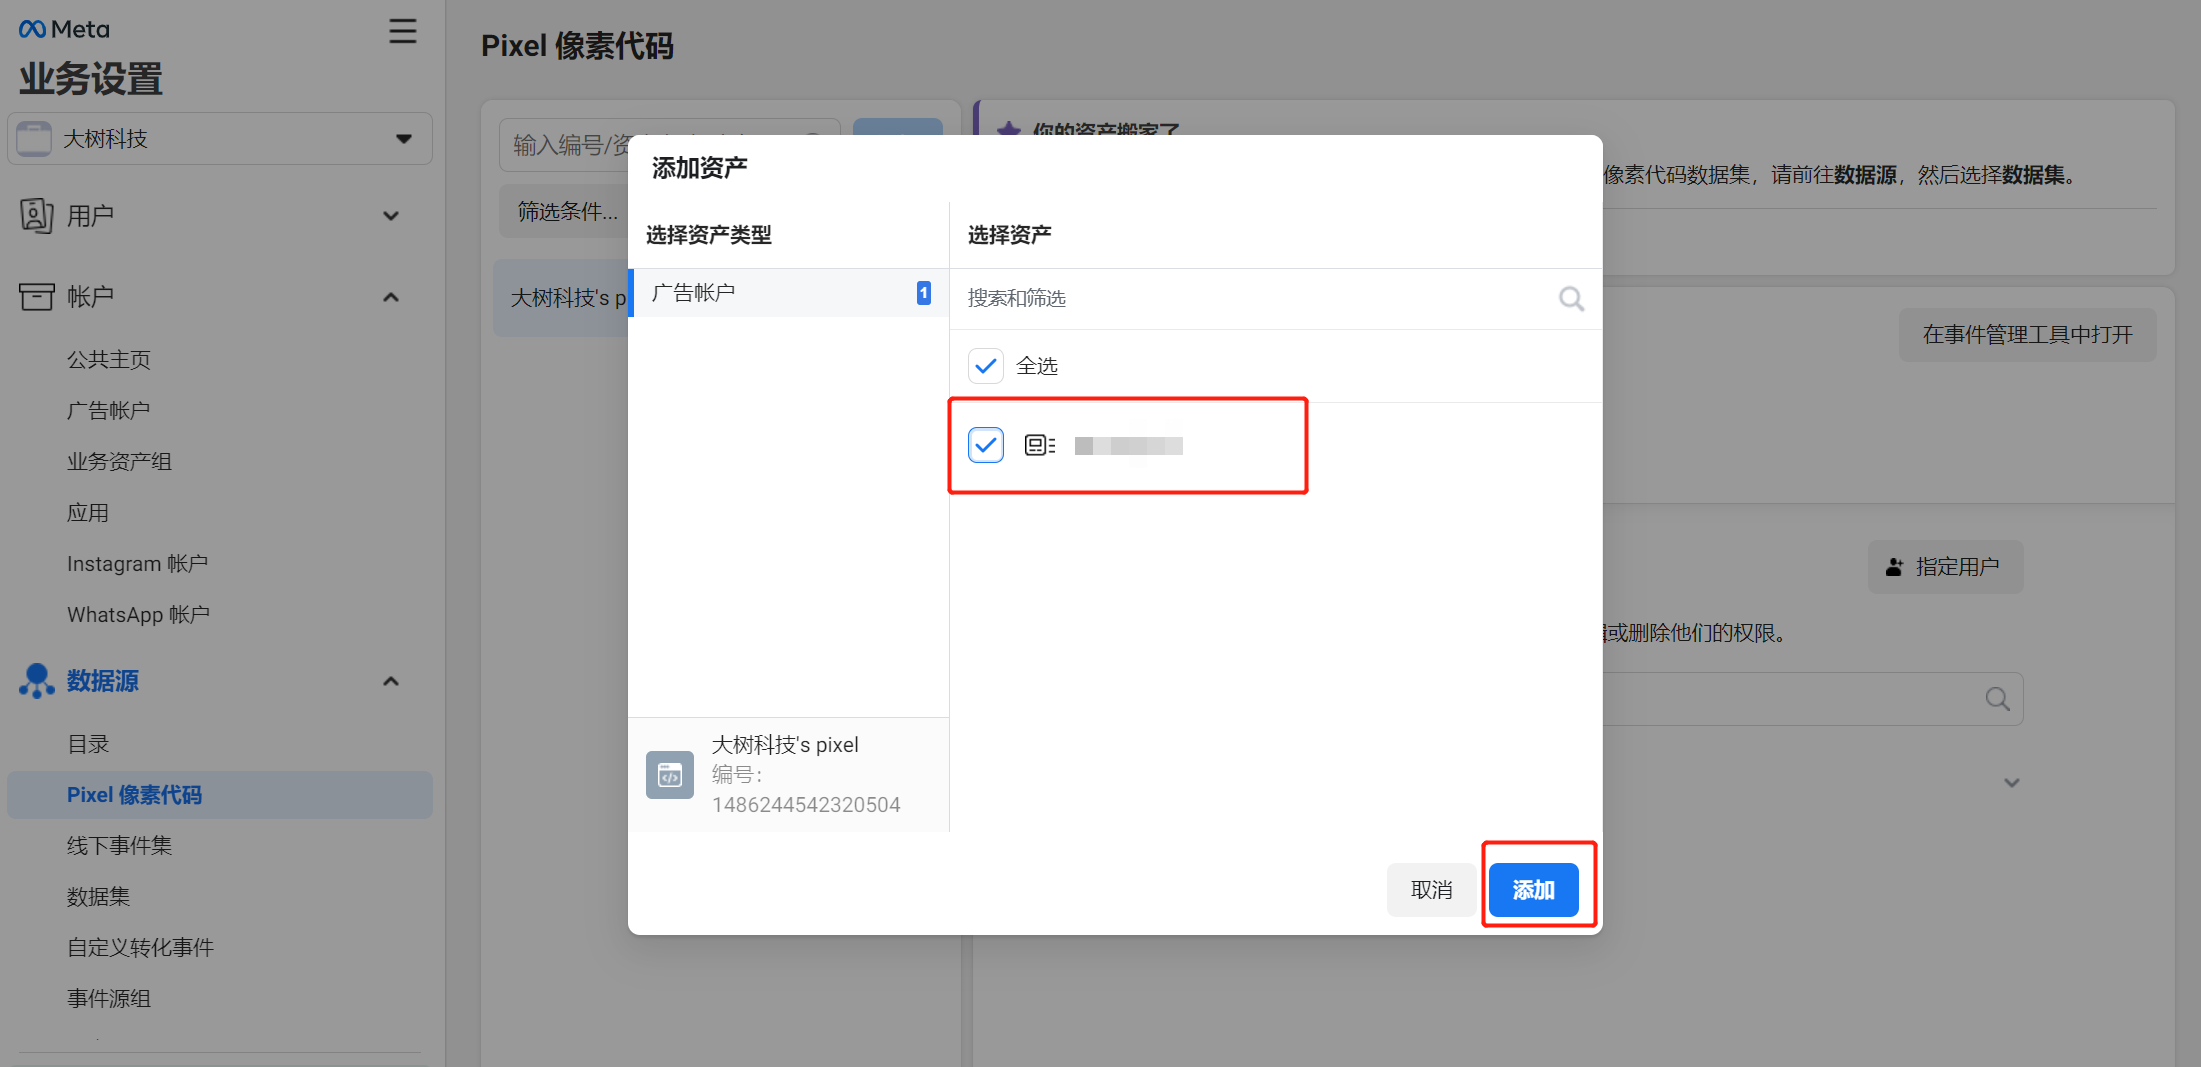 Meta
业务设置
大树科技
用户
帐户
公共主页
广告帐户
业务资产组
应用
Instagram 帐户
WhatsApp 帐户
数据源
目录
Pixel 像素代码
线下事件集
数据集
自定义转化事件
事件源组
Pixel 像素代码
输入编号/资
筛选条件...
大树科技's p
你的资产搬家了
像素代码数据集，请前往数据源，然后选择数据集。
在事件管理工具中打开
指定用户
或删除他们的权限。
添加资产
选择资产类型
选择资产
广告帐户
1
搜索和筛选
全选
大树科技's pixel
编号：
1486244542320504
取消
添加